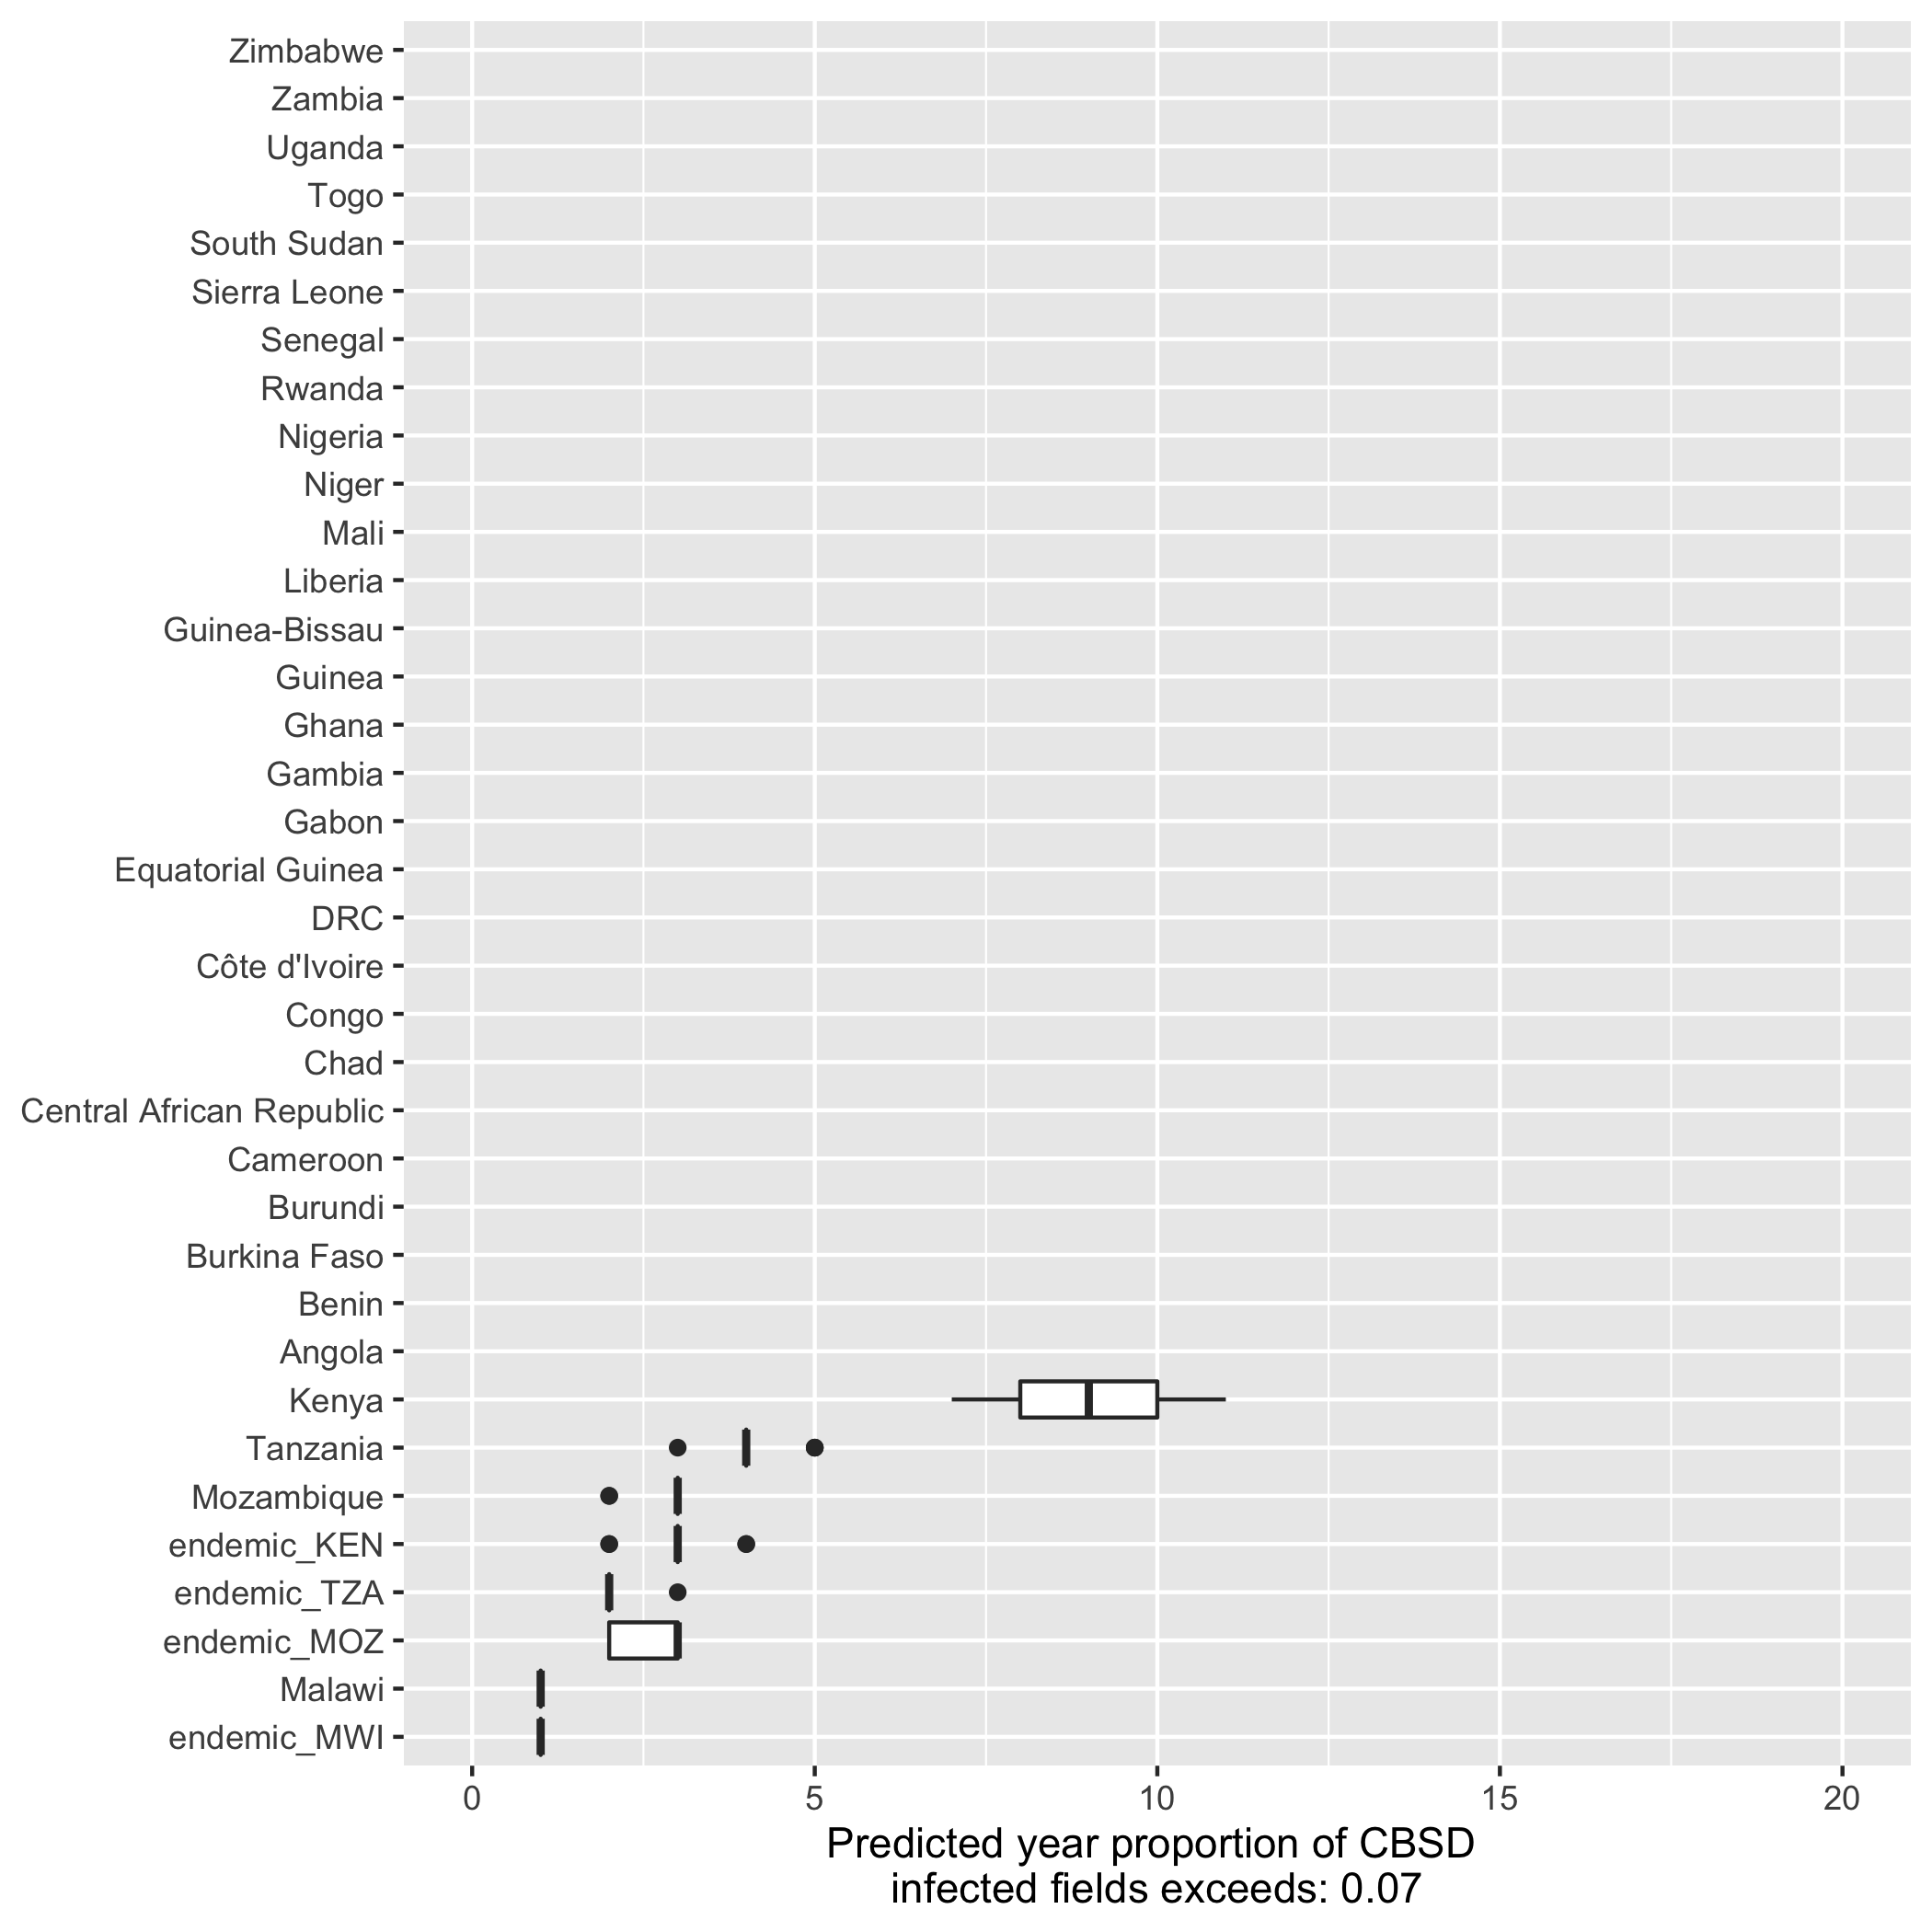 Zimbabwe
Zambia
Uganda
Togo
South Sudan
Sierra Leone
Senegal
Rwanda
Nigeria
Niger
Mali
Liberia
Guinea-Bissau
Guinea
Ghana
Gambia
Gabon
Equatorial Guinea
DRC
Côte d'Ivoire
Congo
Chad
Central African Republic
Cameroon
Burundi
Burkina Faso
Benin
Angola
Kenya
Tanzania
Mozambique
endemic_KEN
endemic_TZA
endemic_MOZ
Malawi
endemic_MWI
0 5 10 15 20
Predicted year proportion of CBSD
infected fields exceeds: 0.07